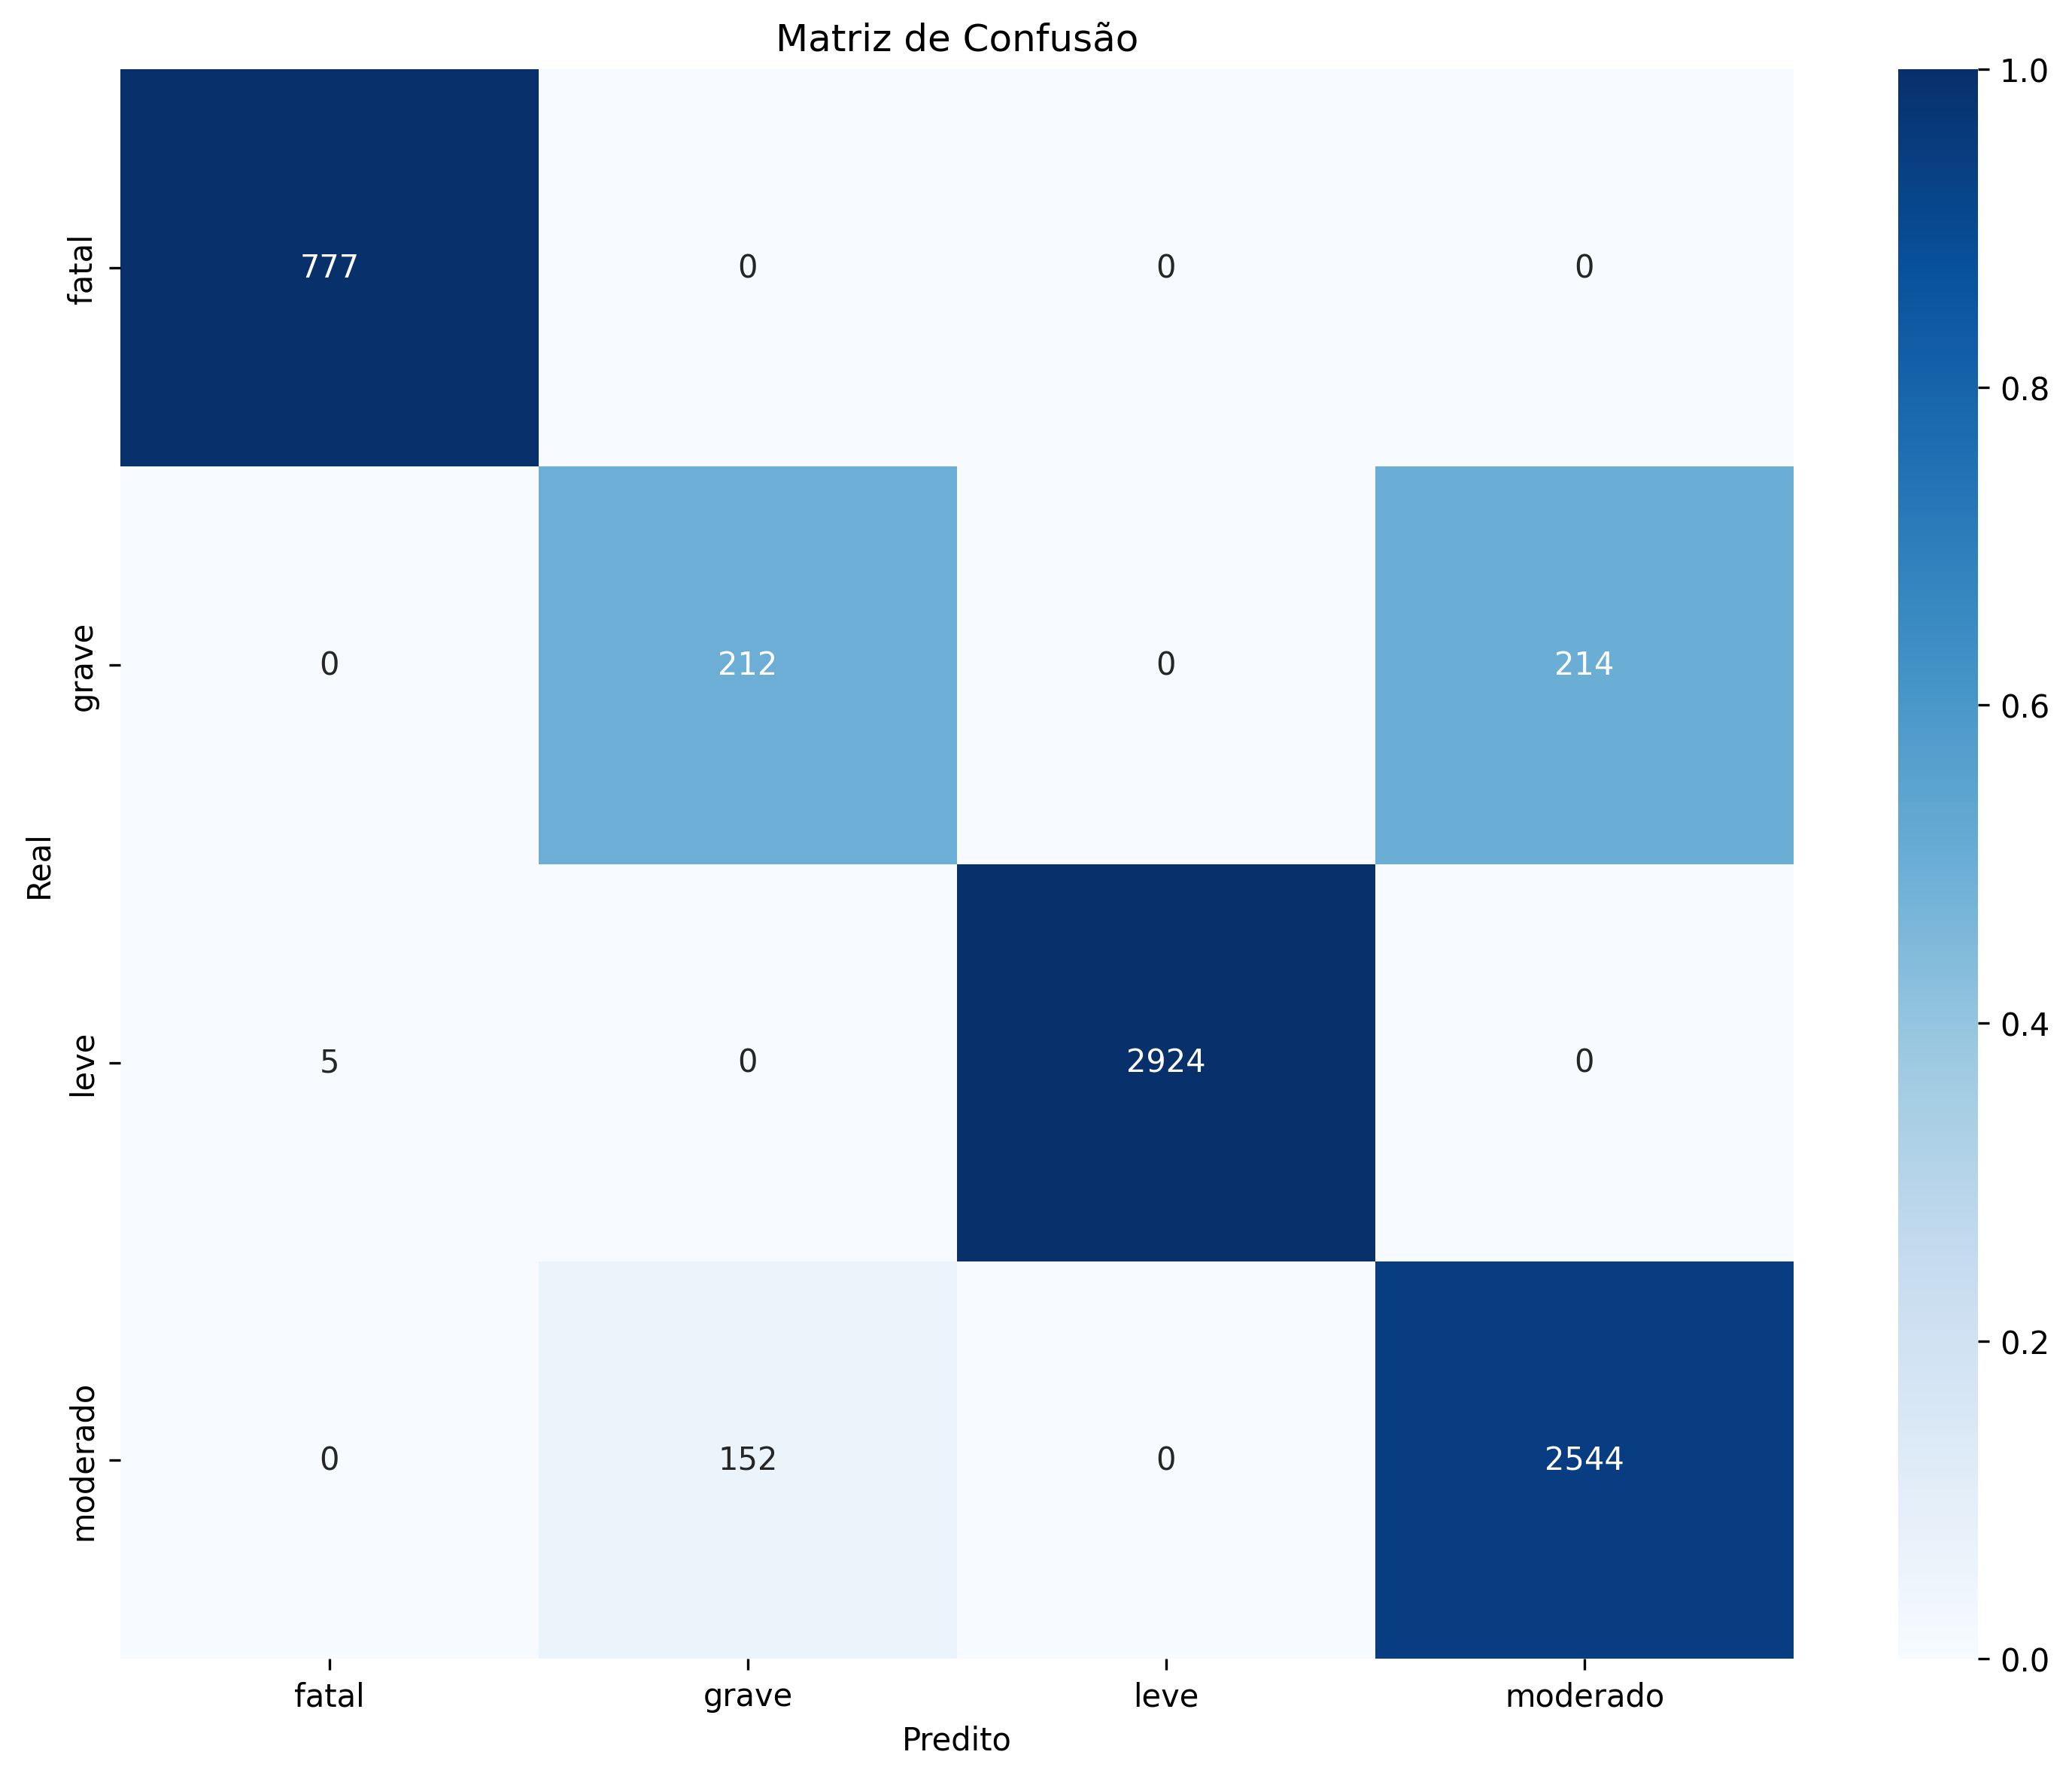 Matriz de Confusão
fatal 777 0 0 0
grave 0 212 0 214
leve 5 0 2924 0
moderado 0 152 0 2544
fatal grave leve moderado
Predito
Real
1.0
0.8
0.6
0.4
0.2
0.0